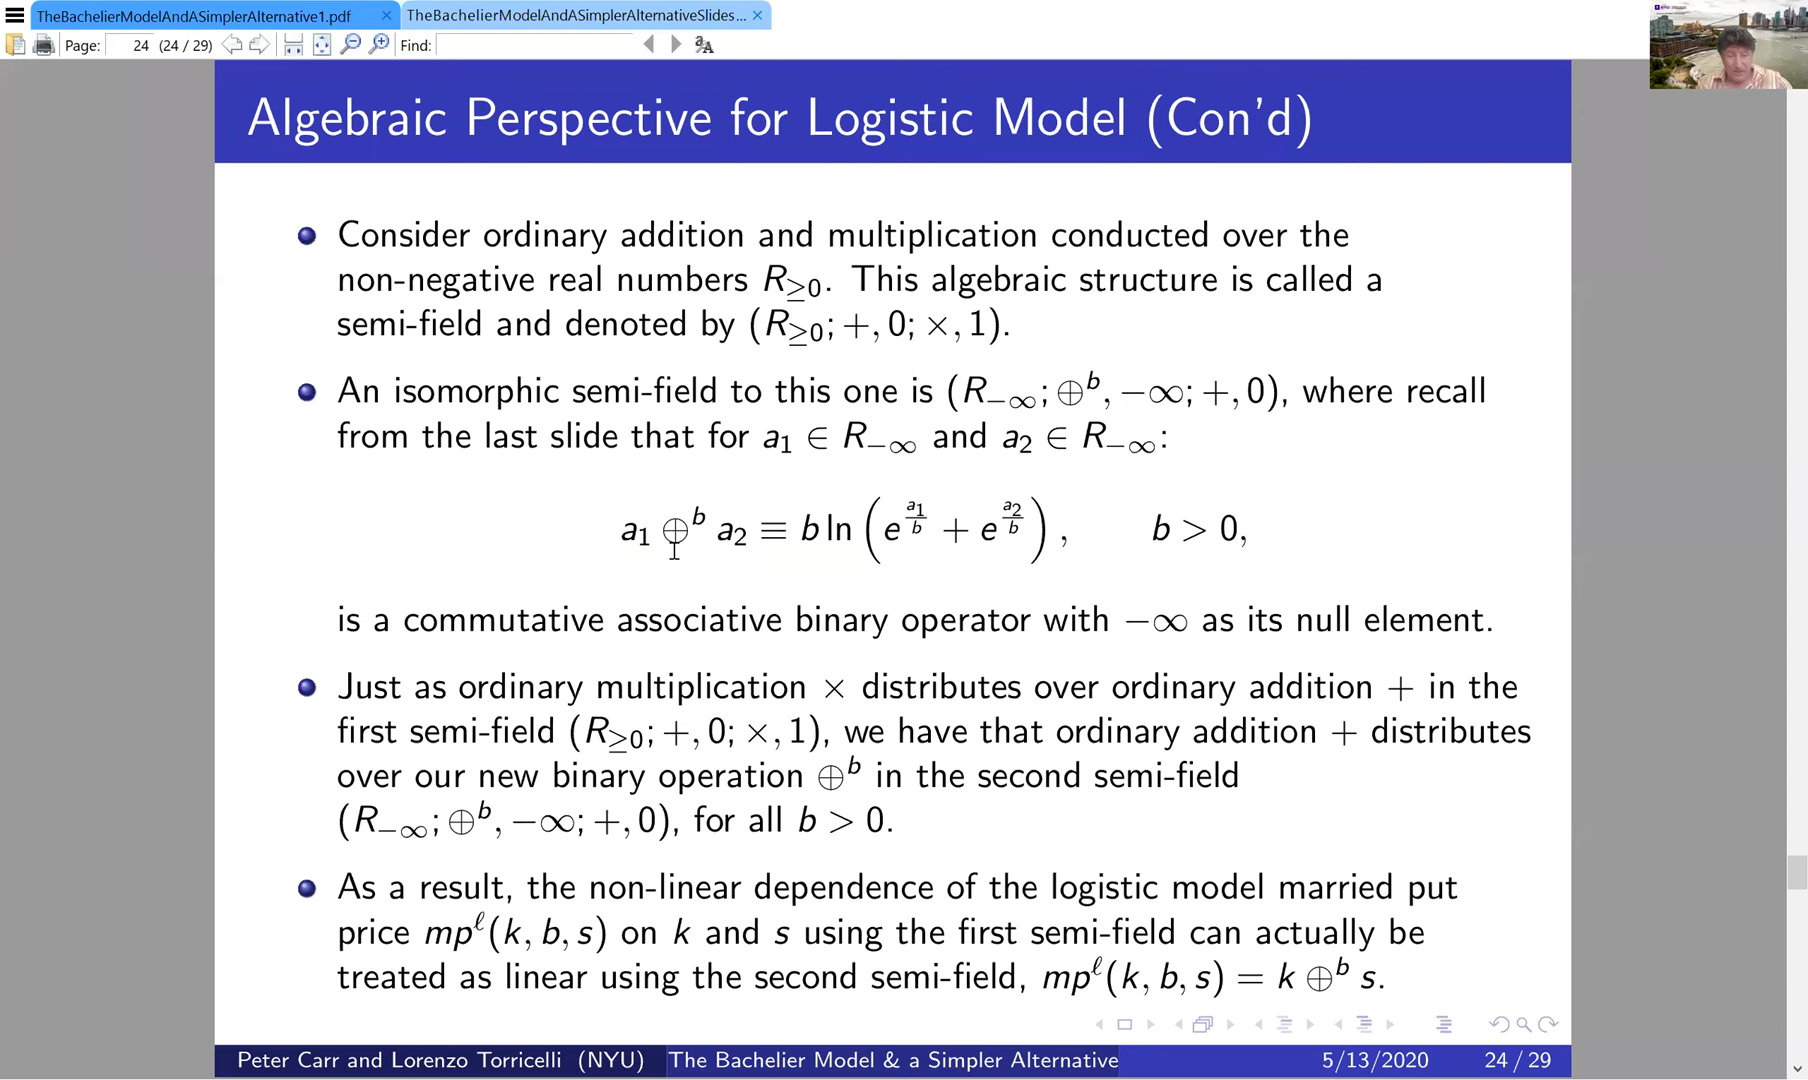 TheBachelierModelAndASimplerAlternative1.pdf × TheBachelierModelAndASimplerAlternativeSlides... ×
Page: 24 (24 / 29) Find:
Algebraic Perspective for Logistic Model (Con'd)
Consider ordinary addition and multiplication conducted over the
non-negative real numbers R≥0. This algebraic structure is called a
semi-field and denoted by (R≥0; +, 0; ×, 1).
An isomorphic semi-field to this one is (R−∞; ⊕^b, −∞; +, 0), where recall
from the last slide that for a₁ ∈ R−∞ and a₂ ∈ R−∞:
a₁ ⊕^b a₂ ≡ b ln (e^(a₁/b) + e^(a₂/b)), b > 0,
is a commutative associative binary operator with −∞ as its null element.
Just as ordinary multiplication × distributes over ordinary addition + in the
first semi-field (R≥0; +, 0; ×, 1), we have that ordinary addition + distributes
over our new binary operation ⊕^b in the second semi-field
(R−∞; ⊕^b, −∞; +, 0), for all b > 0.
As a result, the non-linear dependence of the logistic model married put
price mp^ℓ(k, b, s) on k and s using the first semi-field can actually be
treated as linear using the second semi-field, mp^ℓ(k, b, s) = k ⊕^b s.
Peter Carr and Lorenzo Torricelli (NYU) The Bachelier Model & a Simpler Alternative 5/13/2020 24 / 29